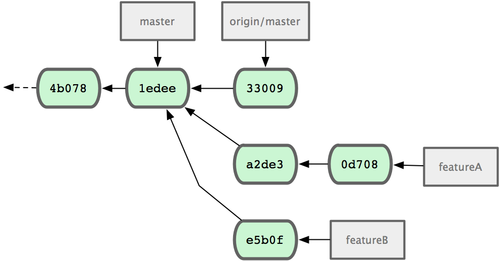 master
origin/master
4b078
1edee
33009
a2de3
0d708
featureA
e5b0f
featureB